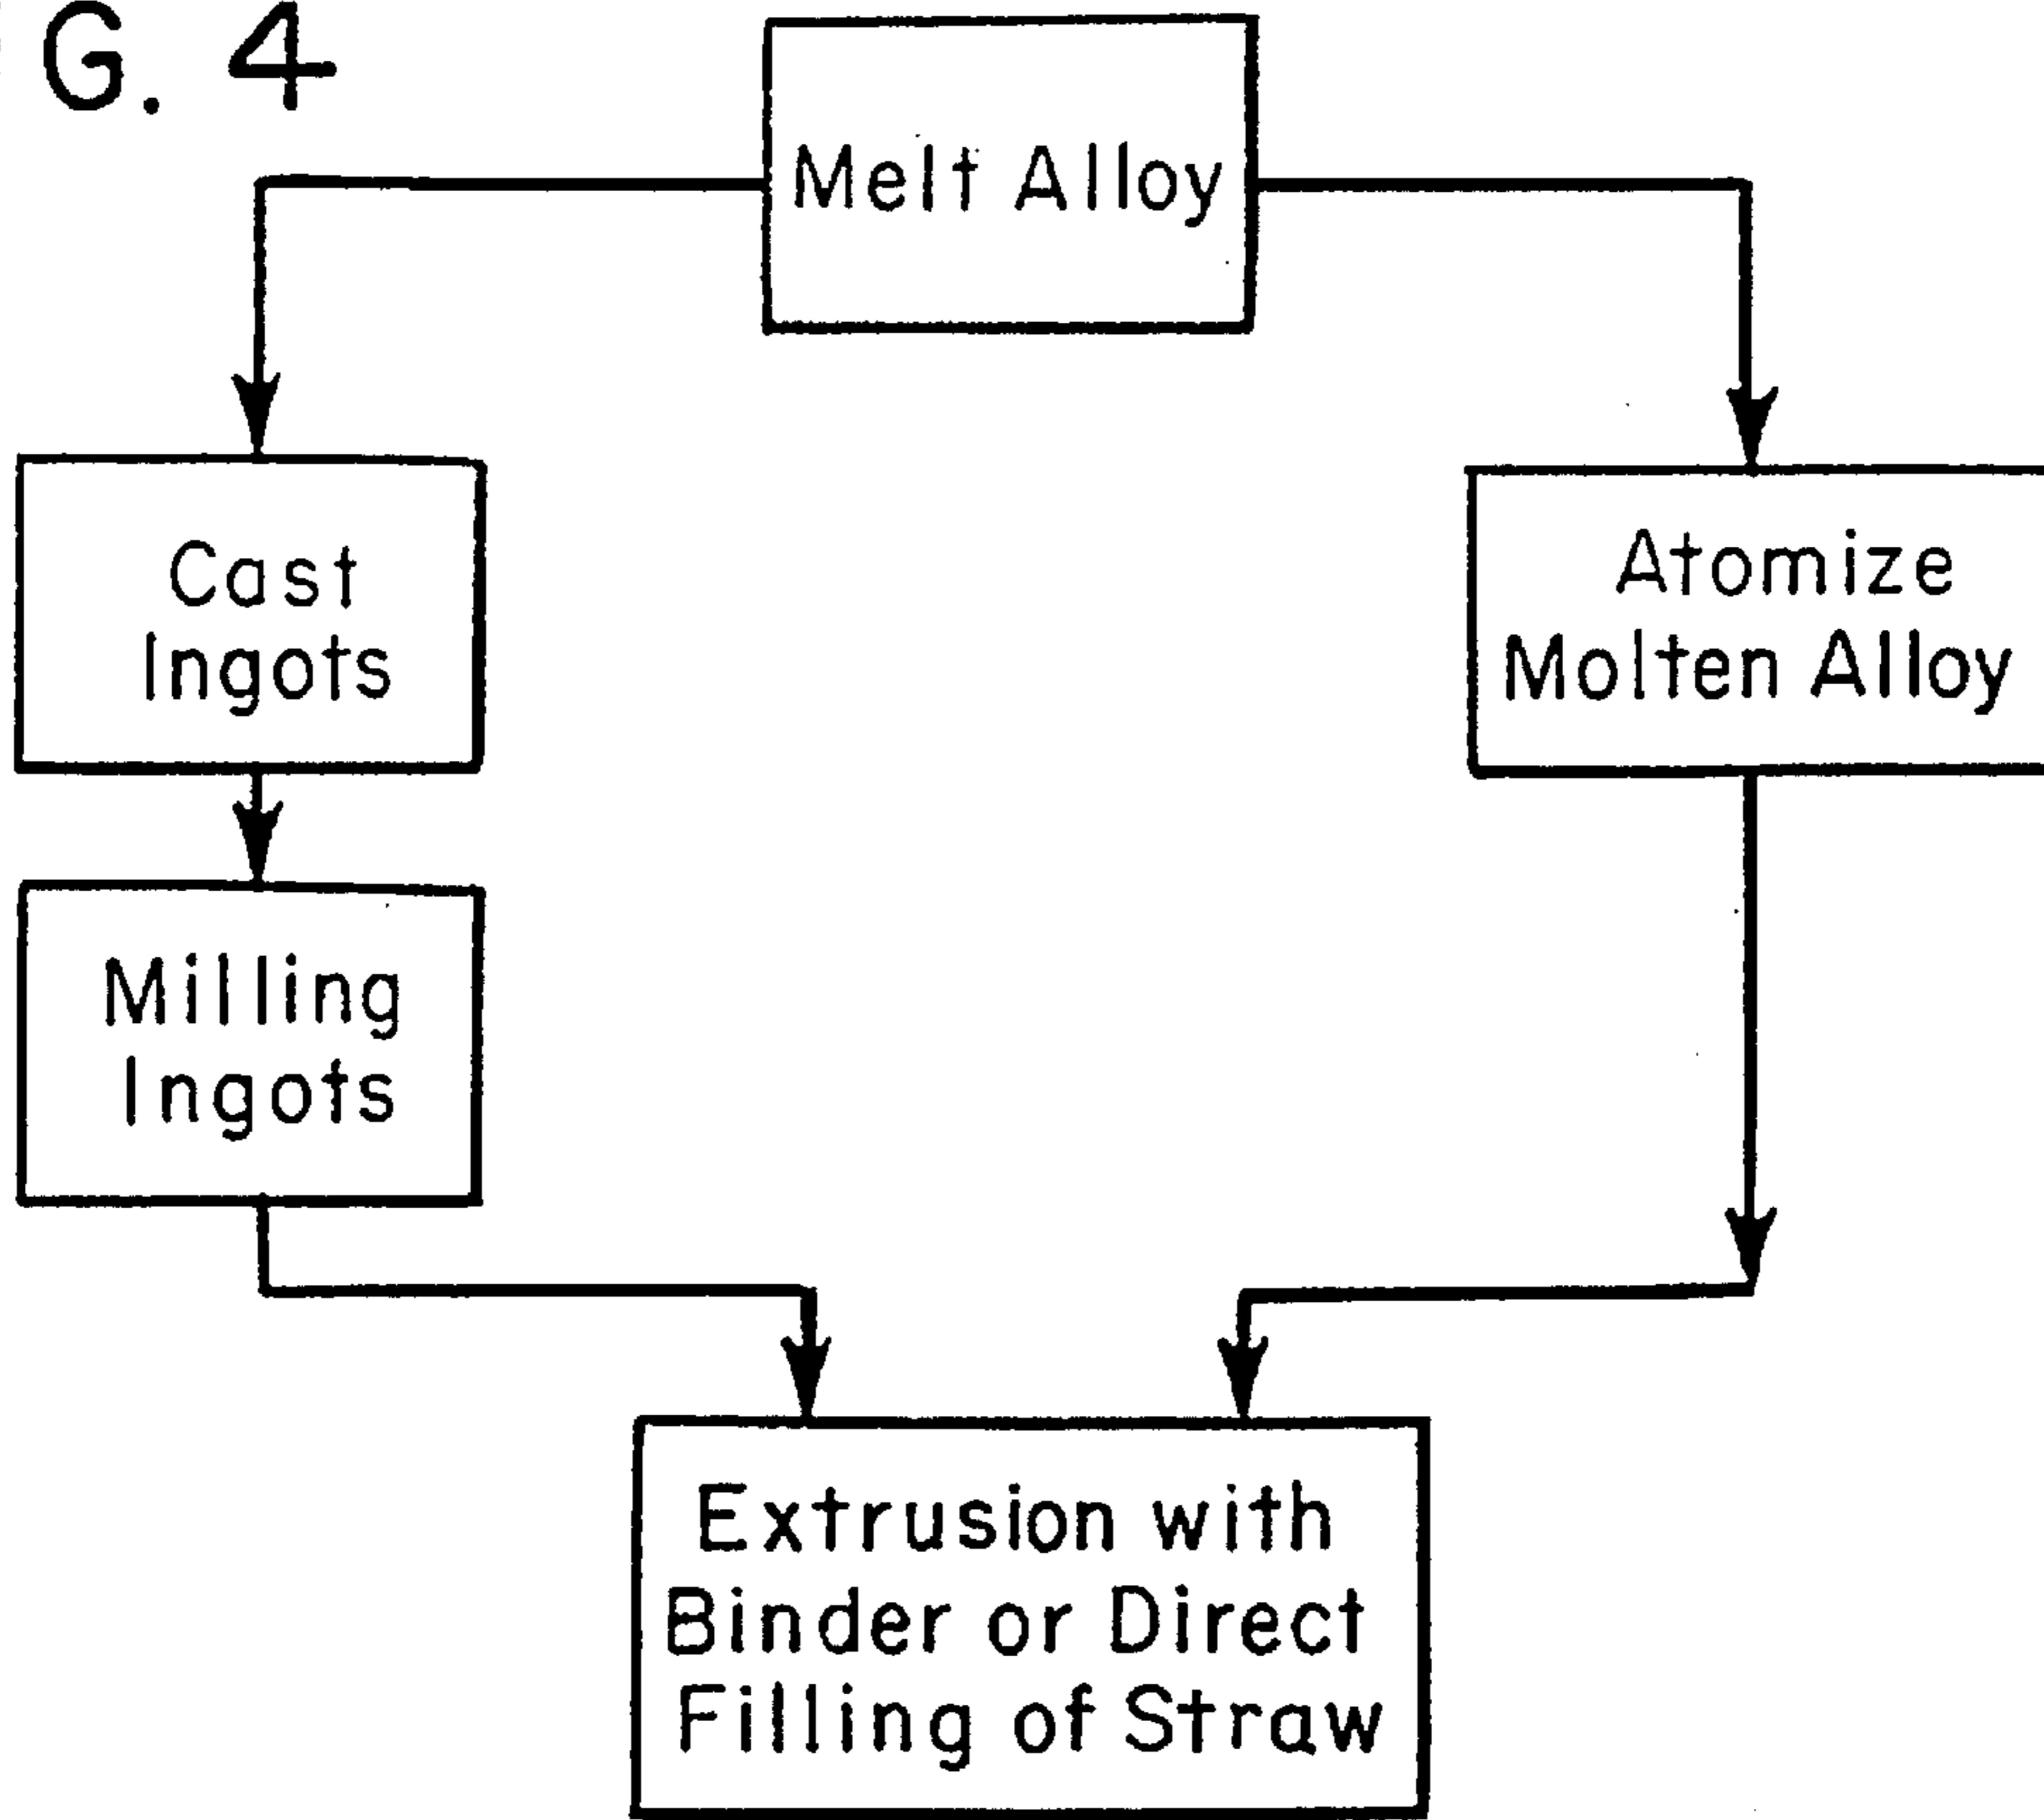 G. 4
Melt Alloy
Cast
Ingots
Atomize
Molten Alloy
Milling
Ingots
Extrusion with
Binder or Direct
Filling of Straw